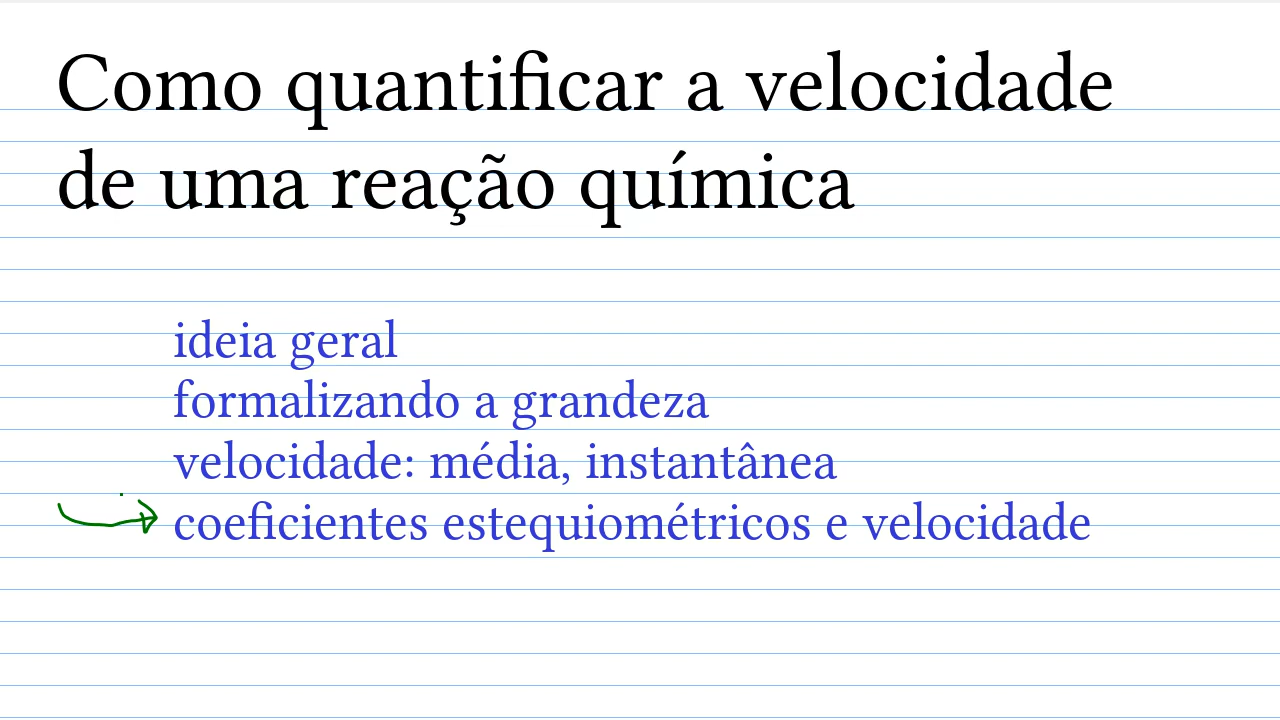 Como quantificar a velocidade
de uma reação química
ideia geral
formalizando a grandeza
velocidade: média, instantânea
coeficientes estequiométricos e velocidade